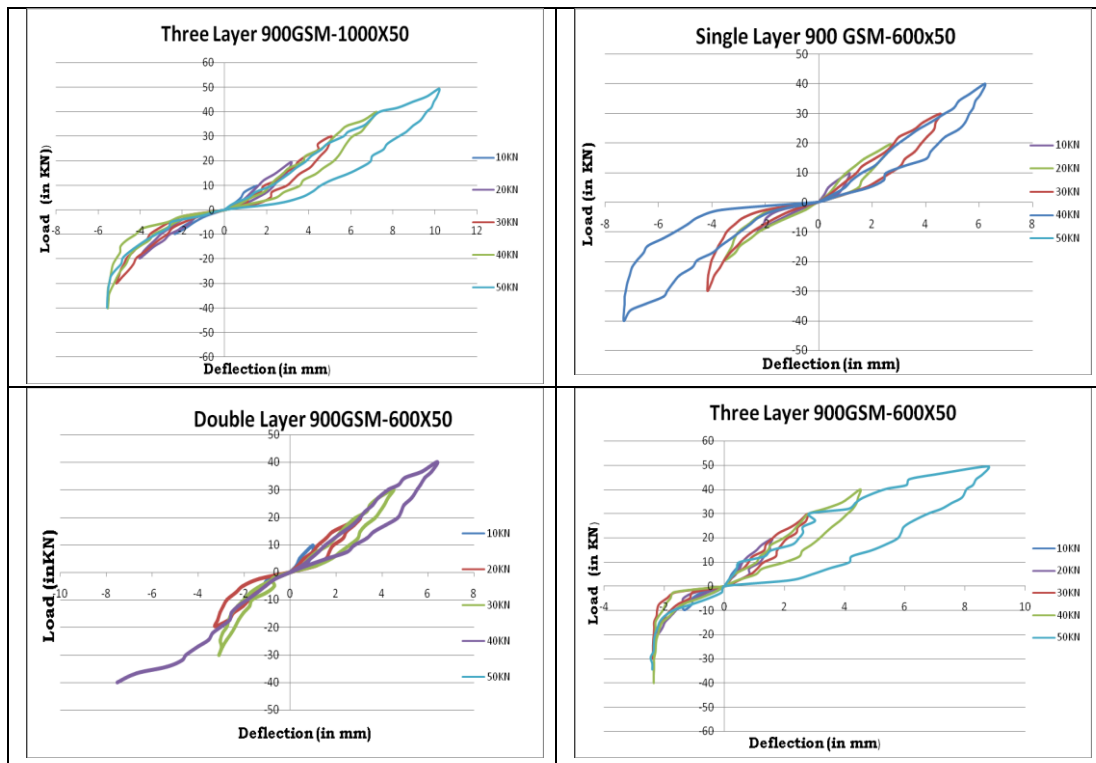 Three Layer 900GSM-1000X50
Load (in KN)
60
50
40
30
20
10
0
-10
-20
-30
-40
-50
-60
-8 -6 -4 -2 0 2 4 6 8 10 12
10KN
20KN
30KN
40KN
50KN
Deflection (in mm)
Single Layer 900 GSM-600x50
Load (in KN)
50
40
30
20
10
0
-10
-20
-30
-40
-50
-8 -6 -4 -2 0 2 4 6 8
10KN
20KN
30KN
40KN
50KN
Deflection (in mm)
Double Layer 900GSM-600X50
Load (inKN)
50
40
30
20
10
0
-10
-20
-30
-40
-50
-10 -8 -6 -4 -2 0 2 4 6 8
10KN
20KN
30KN
40KN
50KN
Deflection (in mm)
Three Layer 900GSM-600X50
Load (in KN)
60
50
40
30
20
10
0
-10
-20
-30
-40
-50
-60
-4 -2 0 2 4 6 8 10
10KN
20KN
30KN
40KN
50KN
Deflection (in mm)